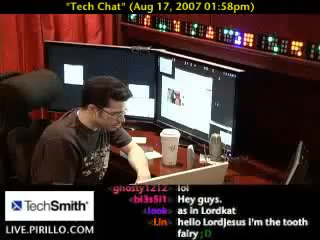 "Tech Chat" (Aug 17, 2007 01:58pm)
<ghosty1212> lol
<bi3s5l1> Hey guys.
<look> as in Lordkat
<Lin> hello LordJesus i'm the tooth
fairy ;D
TechSmith®
LIVE.PIRILLO.COM